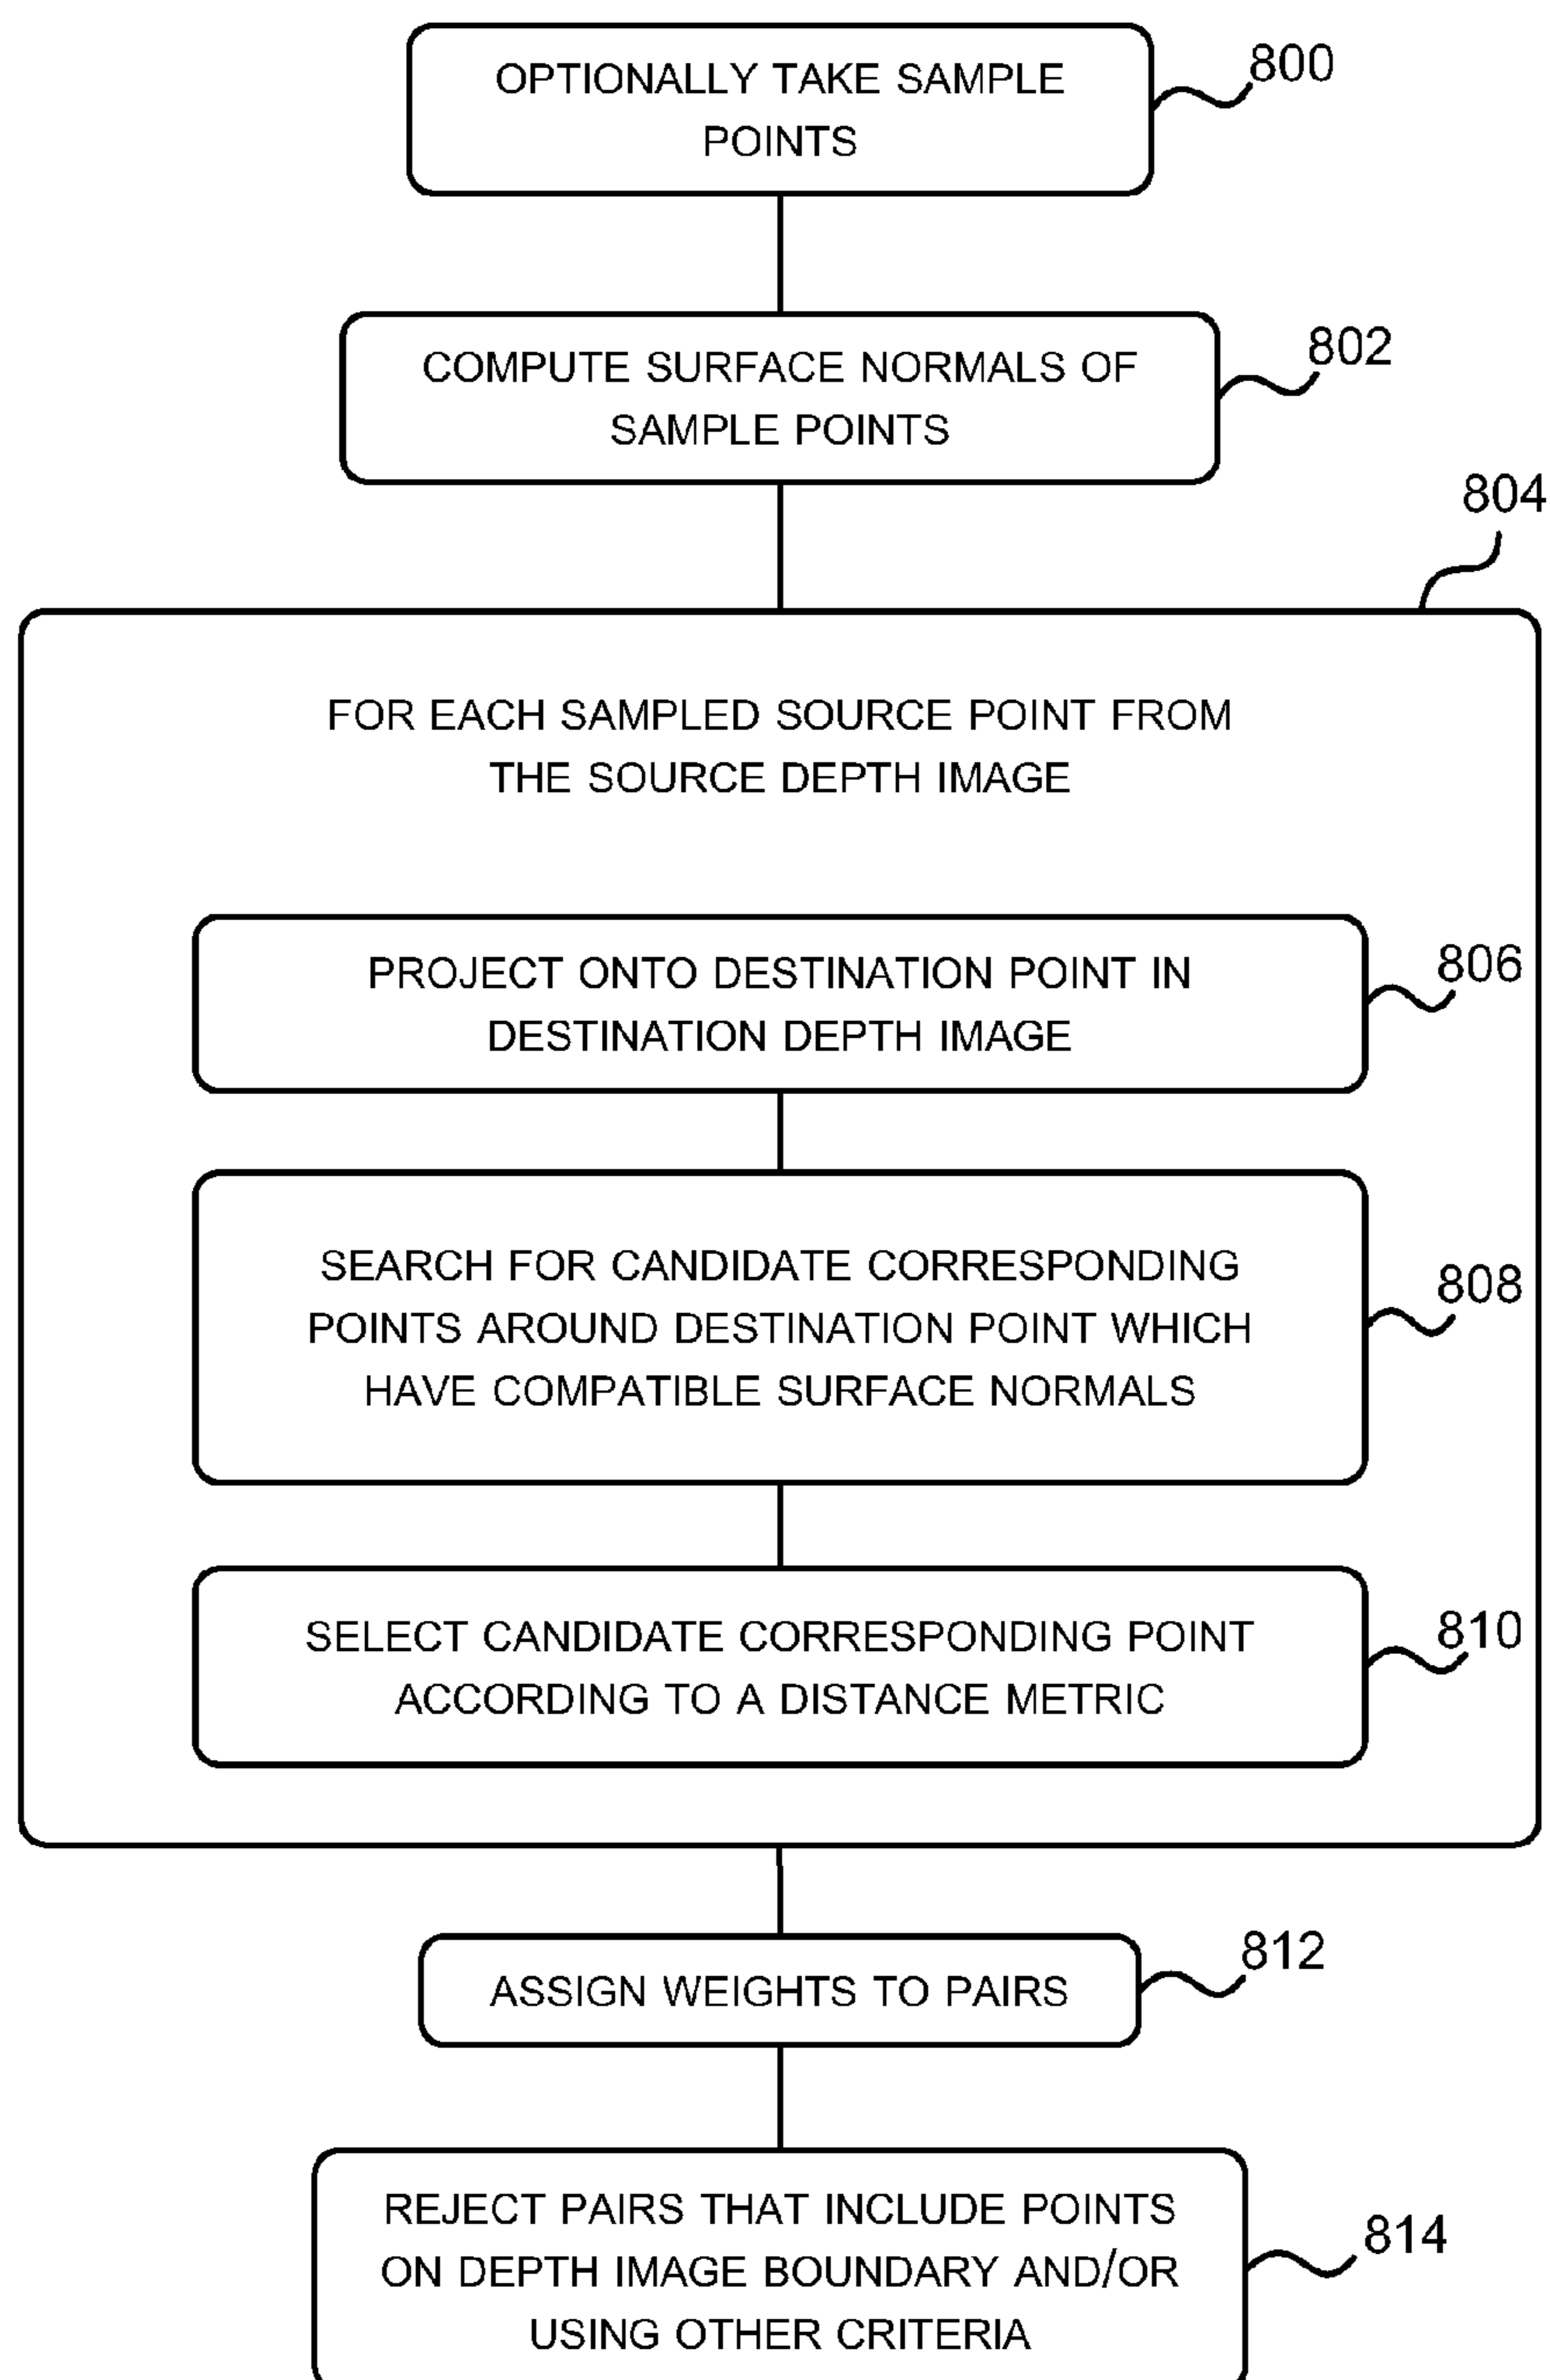 OPTIONALLY TAKE SAMPLE
POINTS
800
COMPUTE SURFACE NORMALS OF
SAMPLE POINTS
802
804
FOR EACH SAMPLED SOURCE POINT FROM
THE SOURCE DEPTH IMAGE
PROJECT ONTO DESTINATION POINT IN
DESTINATION DEPTH IMAGE
806
SEARCH FOR CANDIDATE CORRESPONDING
POINTS AROUND DESTINATION POINT WHICH
HAVE COMPATIBLE SURFACE NORMALS
808
SELECT CANDIDATE CORRESPONDING POINT
ACCORDING TO A DISTANCE METRIC
810
ASSIGN WEIGHTS TO PAIRS
812
REJECT PAIRS THAT INCLUDE POINTS
ON DEPTH IMAGE BOUNDARY AND/OR
USING OTHER CRITERIA
814